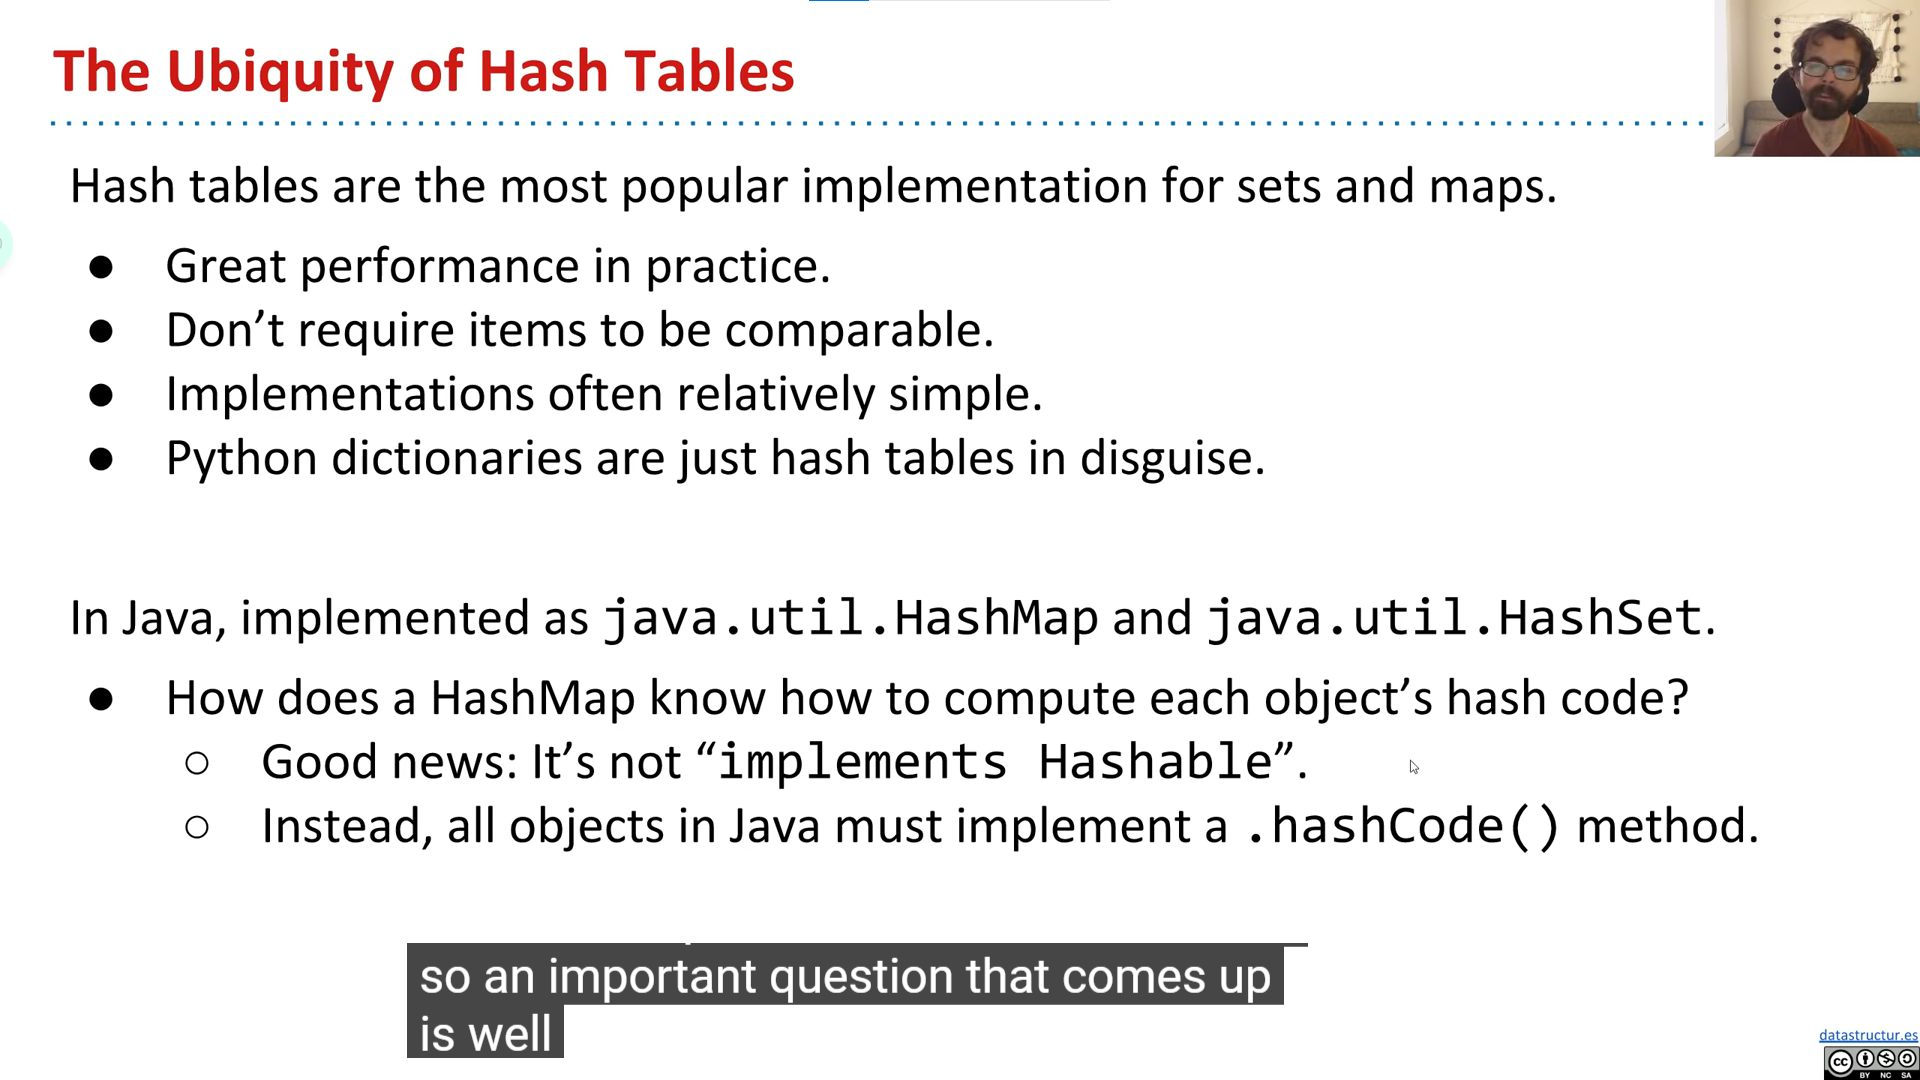 The Ubiquity of Hash Tables
Hash tables are the most popular implementation for sets and maps.
● Great performance in practice.
● Don’t require items to be comparable.
● Implementations often relatively simple.
● Python dictionaries are just hash tables in disguise.
In Java, implemented as java.util.HashMap and java.util.HashSet.
● How does a HashMap know how to compute each object’s hash code?
○ Good news: It’s not “implements Hashable”.
○ Instead, all objects in Java must implement a .hashCode() method.
so an important question that comes up
is well
datastructur.es
cc
BY NC SA